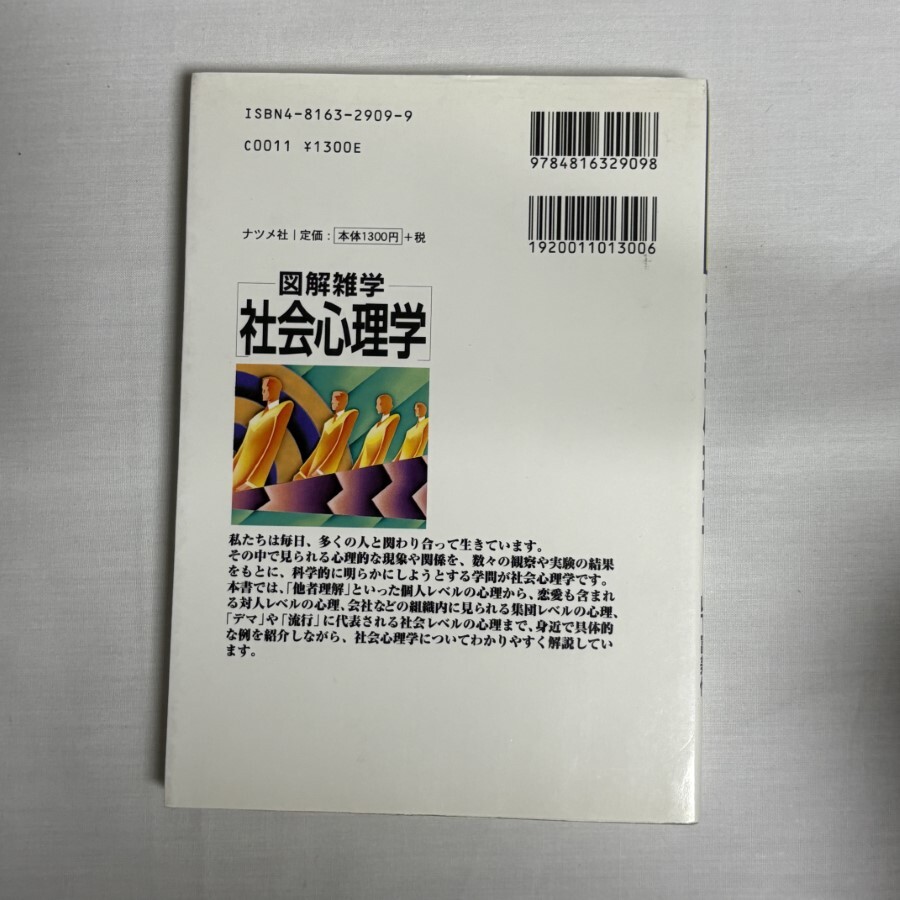 ISBN4-8163-2909-9
C0011 ¥1300E
9784816329098
1920011013006
ナツメ社 | 定価:本体1300円+税
図解雑学
社会心理学
私たちは毎日、多くの人と関わり合って生きています。
その中で見られる心理的な現象や関係を、数々の観察や実験の結果
をもとに、科学的に明らかにしようとする学問が社会心理学です。
本書では、「他者理解」といった個人レベルの心理から、恋愛も含まれ
る対人レベルの心理、会社などの組織内に見られる集団レベルの心理、
「デマ」や「流行」に代表される社会レベルの心理まで、身近で具体的
な例を紹介しながら、社会心理学についてわかりやすく解説してい
ます。